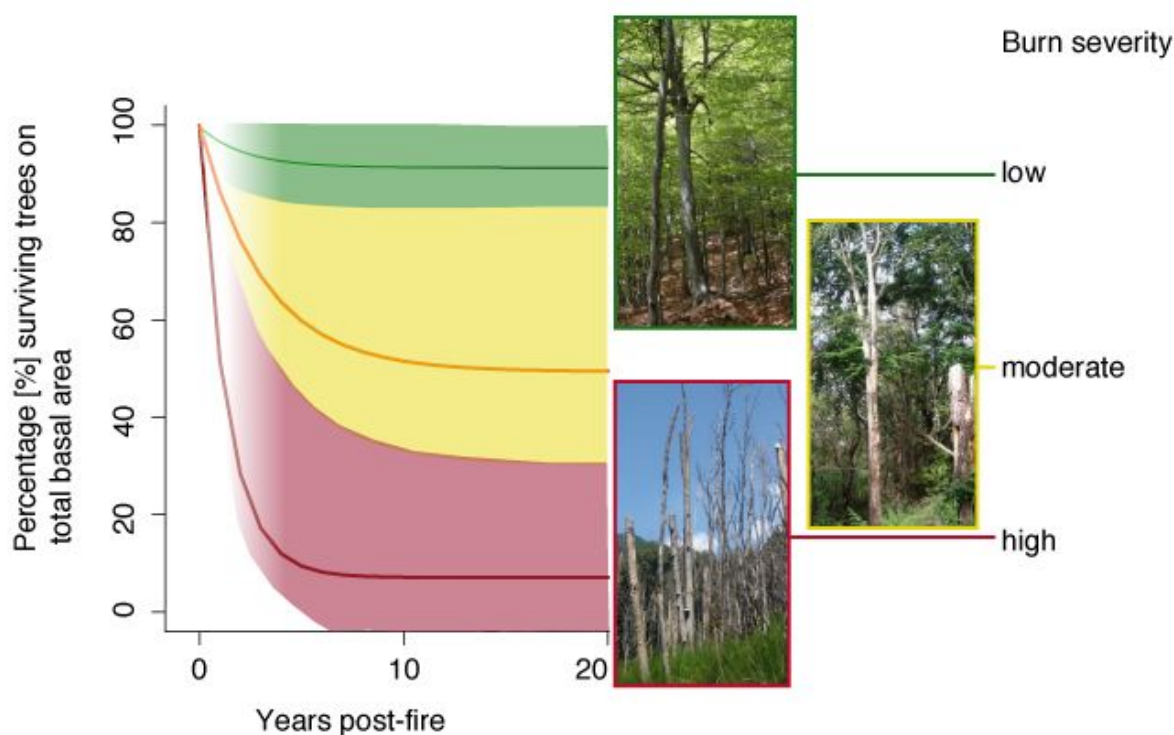 Burn severity
low
moderate
high
Percentage [%] surviving trees on
total basal area
100
80
60
40
20
0
0 10 20
Years post-fire